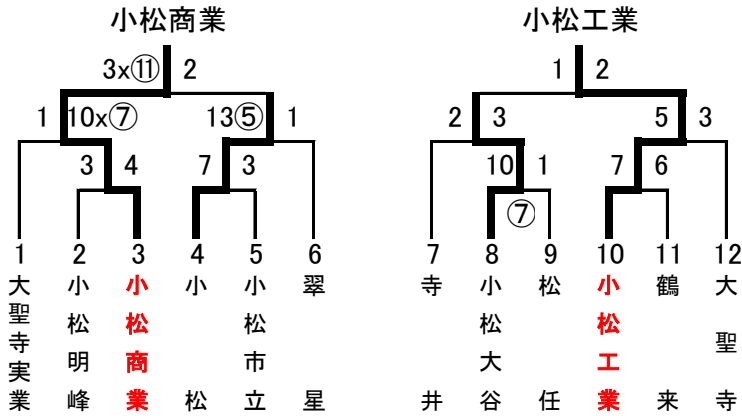 小松商業 小松工業
3x⑪ 2 1 2
1 10x⑦ 13⑤ 1 2 3 5 3
3 4 7 3 10 1 7 6
⑦
1 2 3 4 5 6 7 8 9 10 11 12
大聖寺実業
小松明峰
小松商業
小松
小松市立
翠星
寺井
小松大谷
松任
小松工業
鶴来
大聖寺